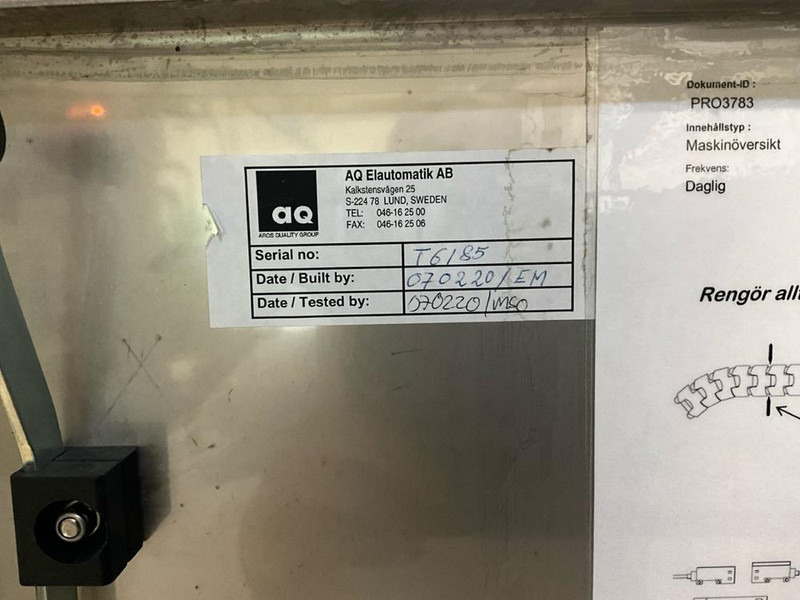 aQ
AROS QUALITY GROUP
AQ Elautomatik AB
Kalkstensvägen 25
S-224 78 LUND, SWEDEN
TEL: 046-16 25 00
FAX: 046-16 25 06
Serial no: T6185
Date / Built by: 070220/EM
Date / Tested by: 070220/MSO
Dokument-ID :
PRO3783
Innehållstyp :
Maskinöversikt
Frekvens:
Daglig
Rengör allt